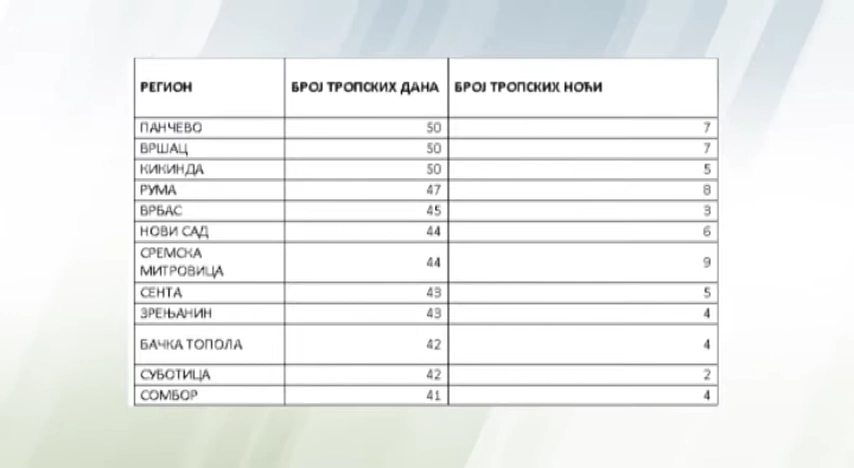 РЕГИОН БРОЈ ТРОПСКИХ ДАНА БРОЈ ТРОПСКИХ НОЋИ
ПАНЧЕВО 50 7
ВРШАЦ 50 7
КИКИНДА 50 5
РУМА 47 8
ВРБАС 45 3
НОВИ САД 44 6
СРЕМСКА
МИТРОВИЦА 44 9
СЕНТА 43 5
ЗРЕЊАНИН 43 4
БАЧКА ТОПОЛА 42 4
СУБОТИЦА 42 2
СОМБОР 41 4